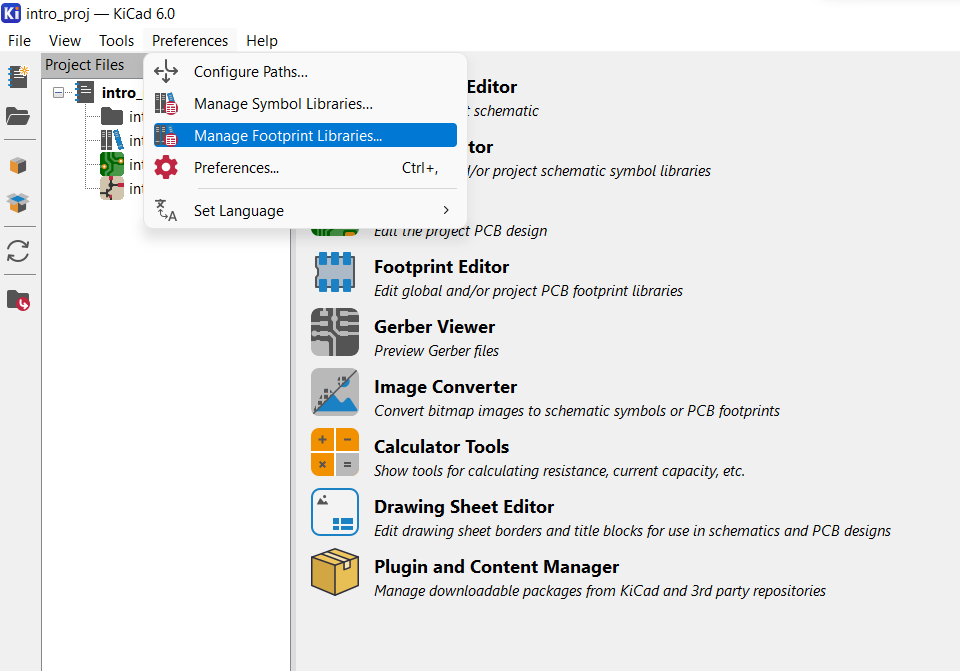 intro_proj — KiCad 6.0
File View Tools Preferences Help
Project Files
intro_
int
int
int
int
Configure Paths...
Manage Symbol Libraries...
Manage Footprint Libraries...
Preferences... Ctrl+,
Set Language
Editor
t schematic
tor
l/or project schematic symbol libraries
Edit the project PCB design
Footprint Editor
Edit global and/or project PCB footprint libraries
Gerber Viewer
Preview Gerber files
Image Converter
Convert bitmap images to schematic symbols or PCB footprints
Calculator Tools
Show tools for calculating resistance, current capacity, etc.
Drawing Sheet Editor
Edit drawing sheet borders and title blocks for use in schematics and PCB designs
Plugin and Content Manager
Manage downloadable packages from KiCad and 3rd party repositories